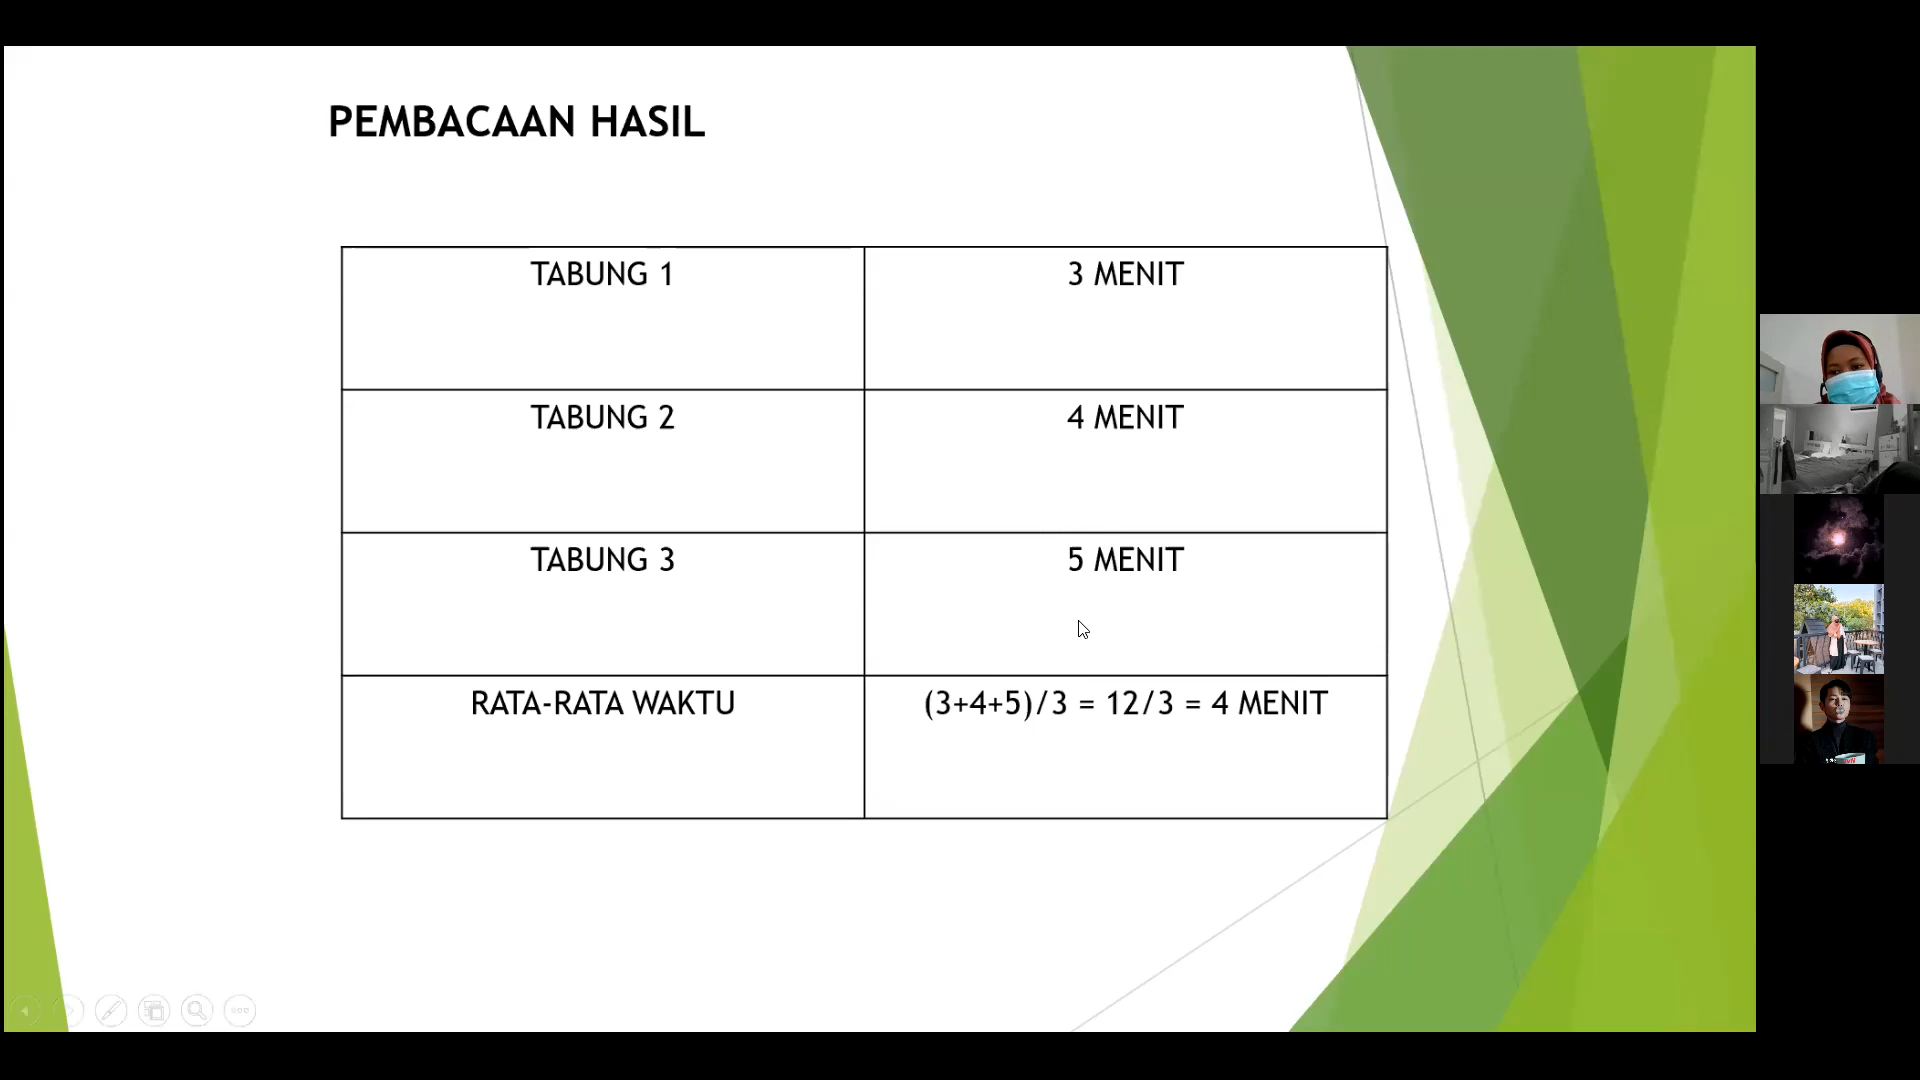 PEMBACAAN HASIL
TABUNG 1
3 MENIT
TABUNG 2
4 MENIT
TABUNG 3
5 MENIT
RATA-RATA WAKTU
(3+4+5)/3 = 12/3 = 4 MENIT